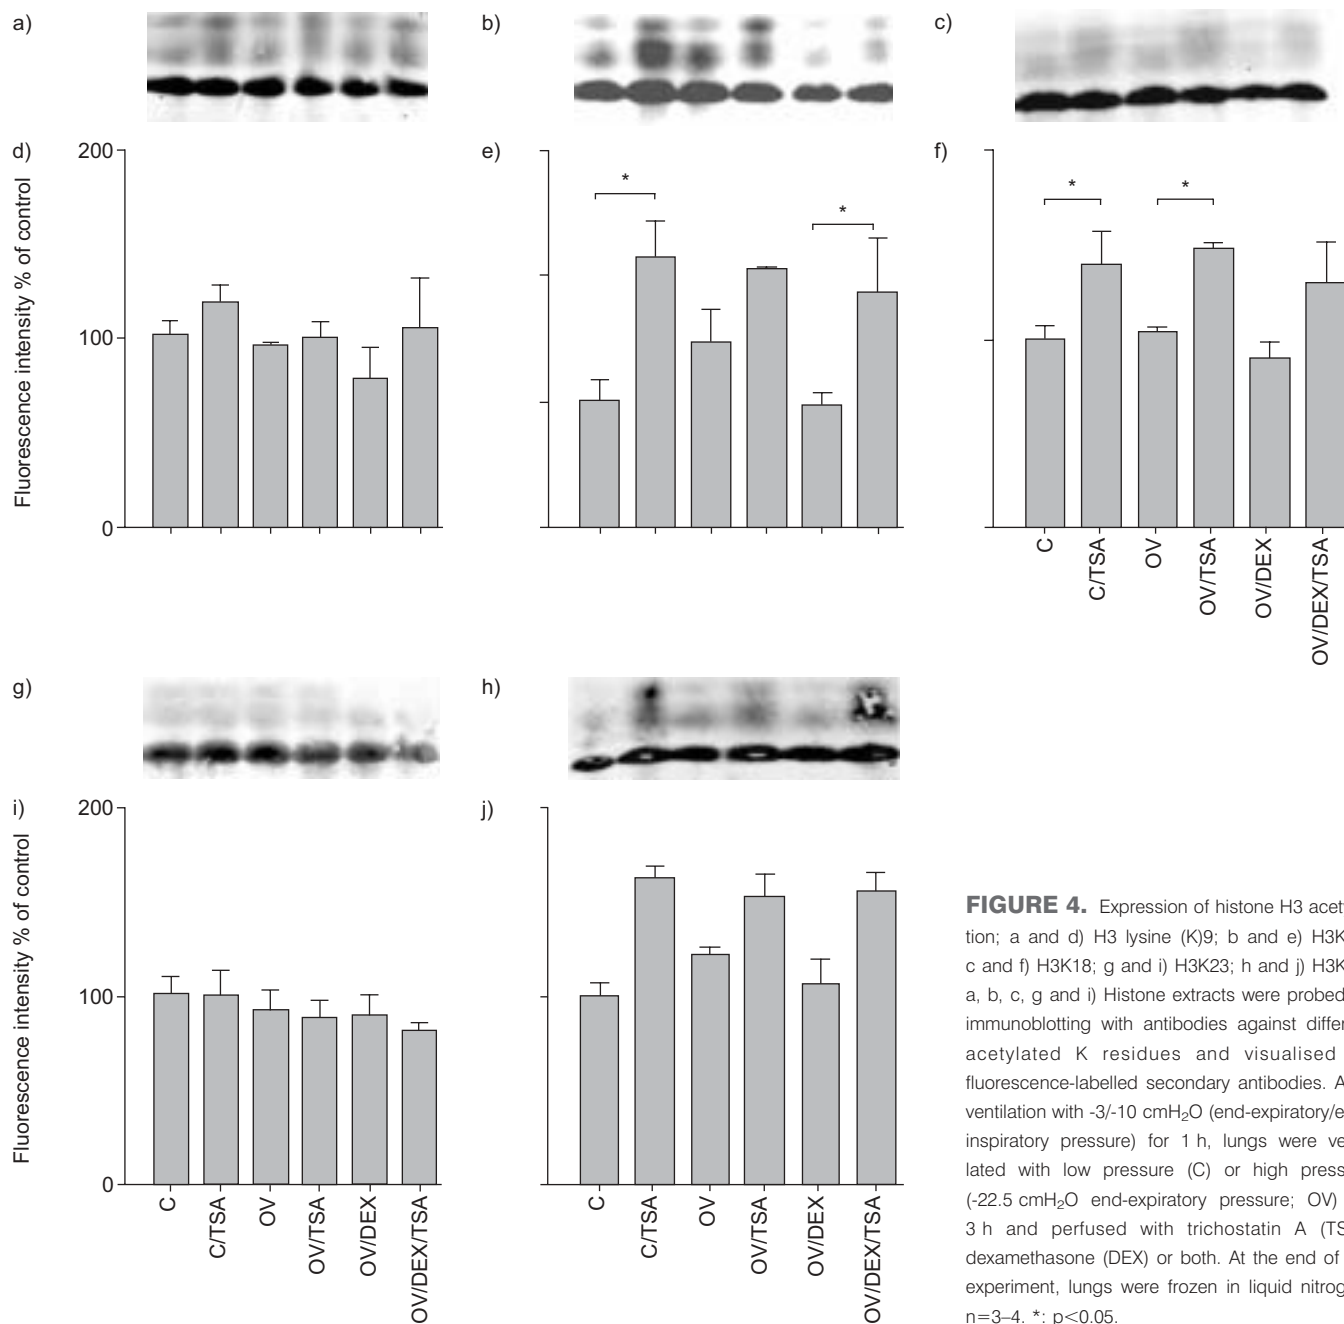 a)
b)
c)
d)
200
100
0
Fluorescence intensity % of control
e)
*
*
f)
*
*
C
C/TSA
OV
OV/TSA
OV/DEX
OV/DEX/TSA
g)
h)
i)
200
100
0
Fluorescence intensity % of control
C
C/TSA
OV
OV/TSA
OV/DEX
OV/DEX/TSA
j)
C
C/TSA
OV
OV/TSA
OV/DEX
OV/DEX/TSA
FIGURE 4. Expression of histone H3 acety
tion; a and d) H3 lysine (K)9; b and e) H3K
c and f) H3K18; g and i) H3K23; h and j) H3K
a, b, c, g and i) Histone extracts were probed
immunoblotting with antibodies against differ
acetylated K residues and visualised
fluorescence-labelled secondary antibodies. A
ventilation with -3/-10 cmH₂O (end-expiratory/e
inspiratory pressure) for 1 h, lungs were ve
lated with low pressure (C) or high press
(-22.5 cmH₂O end-expiratory pressure; OV)
3 h and perfused with trichostatin A (TS
dexamethasone (DEX) or both. At the end of
experiment, lungs were frozen in liquid nitrog
n=3–4. *: p<0.05.